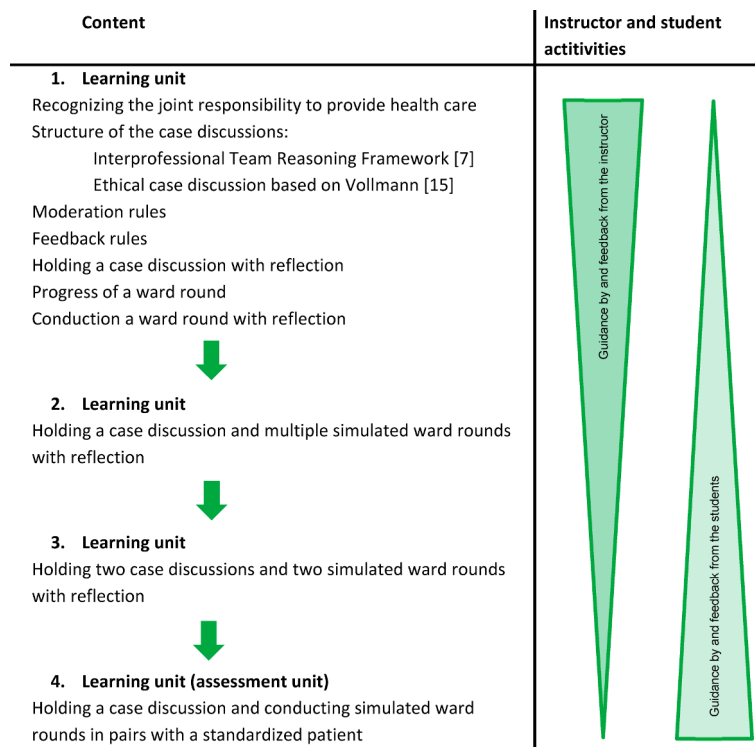 Content
Instructor and student
actitivities
1. Learning unit
Recognizing the joint responsibility to provide health care
Structure of the case discussions:
Interprofessional Team Reasoning Framework [7]
Ethical case discussion based on Vollmann [15]
Moderation rules
Feedback rules
Holding a case discussion with reflection
Progress of a ward round
Conduction a ward round with reflection
2. Learning unit
Holding a case discussion and multiple simulated ward rounds
with reflection
3. Learning unit
Holding two case discussions and two simulated ward rounds
with reflection
4. Learning unit (assessment unit)
Holding a case discussion and conducting simulated ward
rounds in pairs with a standardized patient
Guidance by and feedback from the instructor
Guidance by and feedback from the students